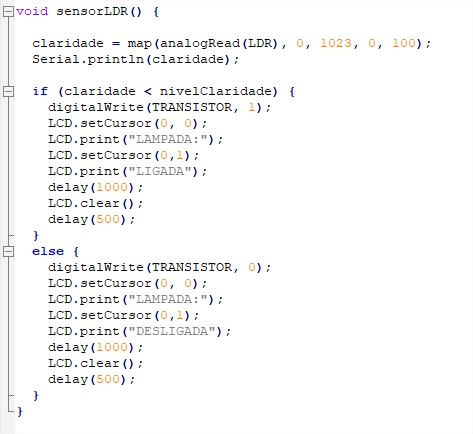 void sensorLDR() {
claridade = map(analogRead(LDR), 0, 1023, 0, 100);
Serial.println(claridade);
if (claridade < nivelClaridade) {
digitalWrite(TRANSISTOR, 1);
LCD.setCursor(0, 0);
LCD.print("LAMPADA:");
LCD.setCursor(0,1);
LCD.print("LIGADA");
delay(1000);
LCD.clear();
delay(500);
}
else {
digitalWrite(TRANSISTOR, 0);
LCD.setCursor(0, 0);
LCD.print("LAMPADA:");
LCD.setCursor(0,1);
LCD.print("DESLIGADA");
delay(1000);
LCD.clear();
delay(500);
}
}